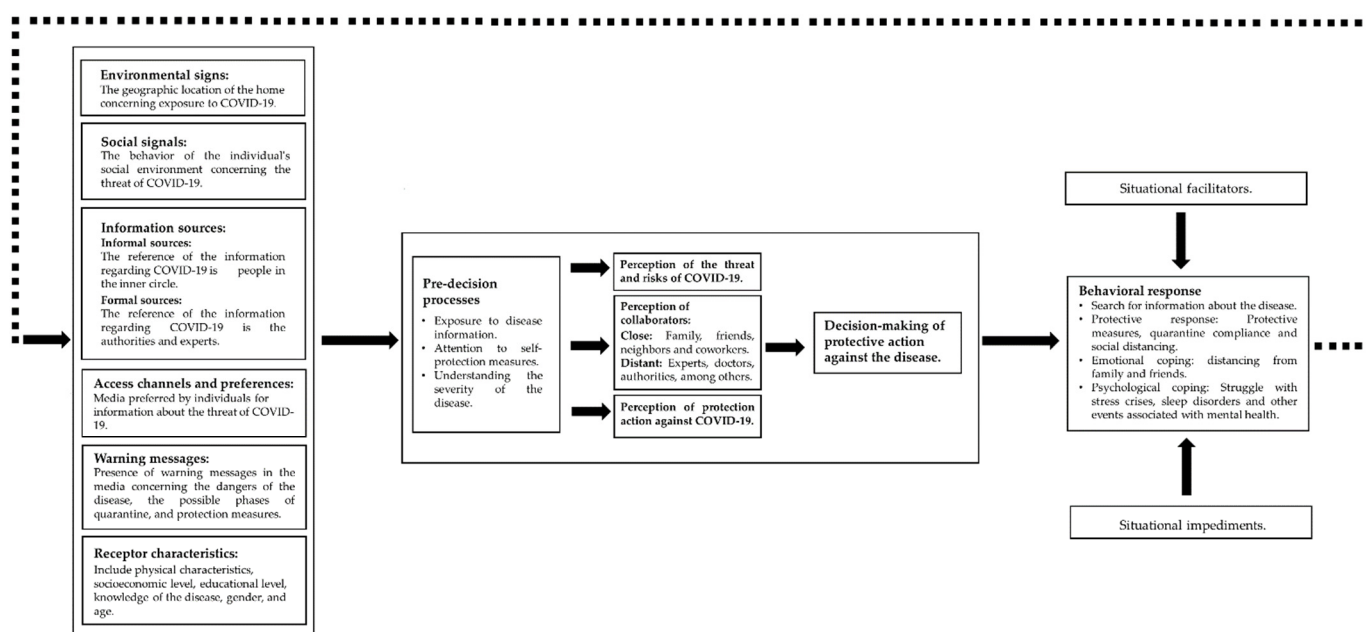 Environmental signs:
The geographic location of the home
concerning exposure to COVID-19.
Social signals:
The behavior of the individual's
social environment concerning the
threat of COVID-19.
Information sources:
Informal sources:
The reference of the information
regarding COVID-19 is people in
the inner circle.
Formal sources:
The reference of the information
regarding COVID-19 is the
authorities and experts.
Access channels and preferences:
Media preferred by individuals for
information about the threat of COVID-
19.
Warning messages:
Presence of warning messages in the
media concerning the dangers of the
disease, the possible phases of
quarantine, and protection measures.
Receptor characteristics:
Include physical characteristics,
socioeconomic level, educational level,
knowledge of the disease, gender, and
age.
Pre-decision
processes
• Exposure to disease
information.
• Attention to self-
protection measures.
• Understanding the
severity of the
disease.
Perception of the threat
and risks of COVID-19.
Perception of
collaborators:
Close: Family, friends,
neighbors and coworkers.
Distant: Experts, doctors,
authorities, among others.
Perception of protection
action against COVID-19.
Decision-making of
protective action
against the disease.
Situational facilitators.
Behavioral response
• Search for information about the disease.
• Protective response: Protective
measures, quarantine compliance and
social distancing.
• Emotional coping: distancing from
family and friends.
• Psychological coping: Struggle with
stress crises, sleep disorders and other
events associated with mental health.
Situational impediments.